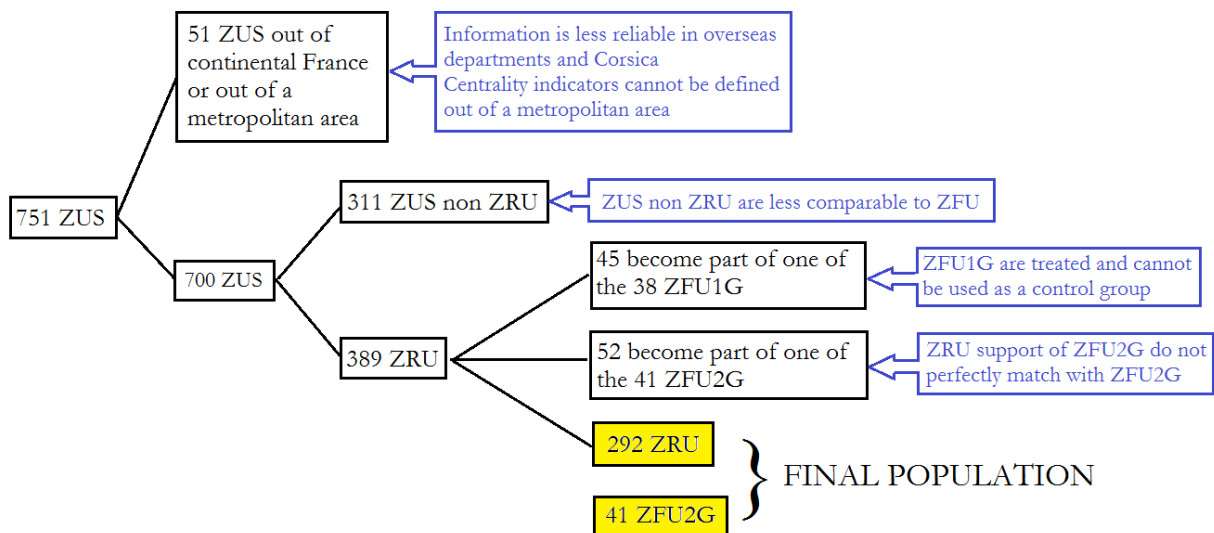 51 ZUS out of
continental France
or out of a
metropolitan area
Information is less reliable in overseas
departments and Corsica
Centrality indicators cannot be defined
out of a metropolitan area
751 ZUS
311 ZUS non ZRU
ZUS non ZRU are less comparable to ZFU
700 ZUS
45 become part of one of
the 38 ZFU1G
ZFU1G are treated and cannot
be used as a control group
389 ZRU
52 become part of one of
the 41 ZFU2G
ZRU support of ZFU2G do not
perfectly match with ZFU2G
292 ZRU
41 ZFU2G
FINAL POPULATION